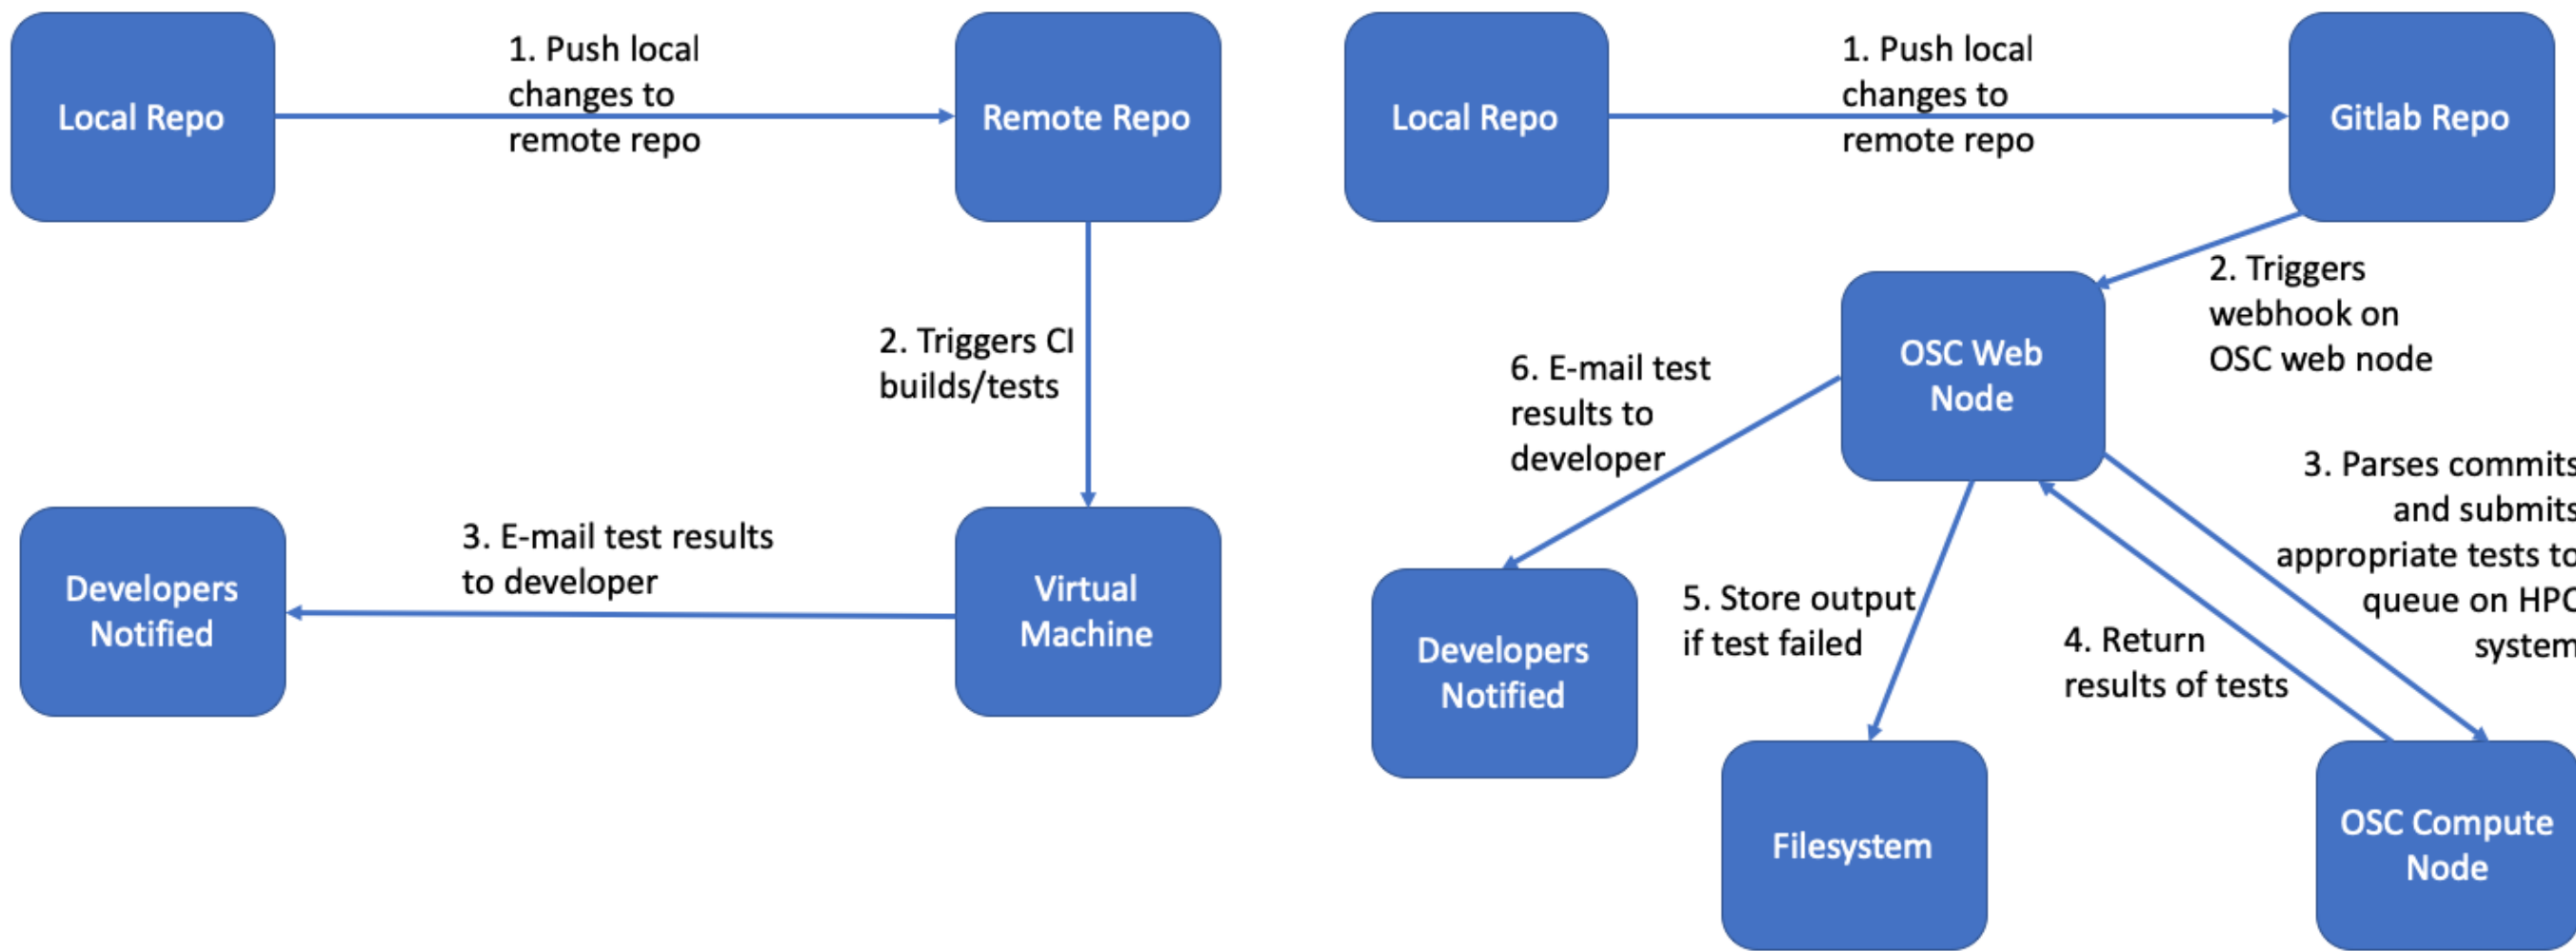 Local Repo
1. Push local
changes to
remote repo
Remote Repo
2. Triggers CI
builds/tests
Virtual
Machine
3. E-mail test results
to developer
Developers
Notified
Local Repo
1. Push local
changes to
remote repo
Gitlab Repo
2. Triggers
webhook on
OSC web node
OSC Web
Node
3. Parses commits
and submits
appropriate tests to
queue on HPC
system
OSC Compute
Node
4. Return
results of tests
5. Store output
if test failed
Filesystem
6. E-mail test
results to
developer
Developers
Notified